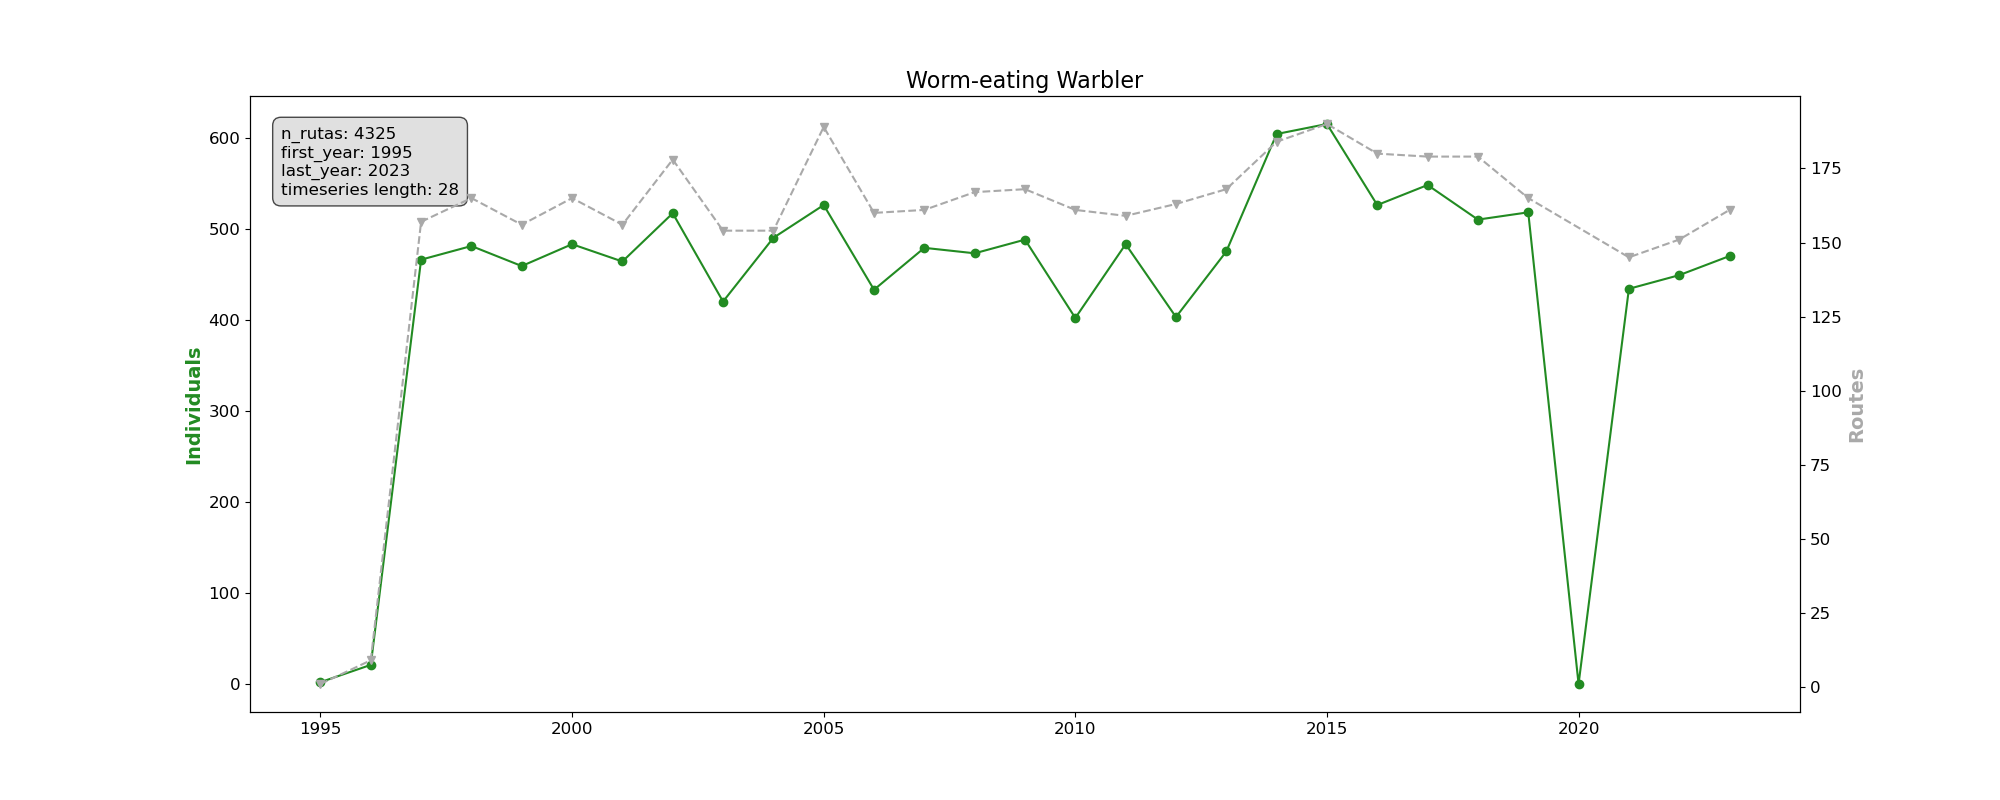 Worm-eating Warbler
n_rutas: 4325
first_year: 1995
last_year: 2023
timeseries length: 28
600
500
400
300
200
100
0
Individuals
175
150
125
100
75
50
25
0
Routes
1995 2000 2005 2010 2015 2020